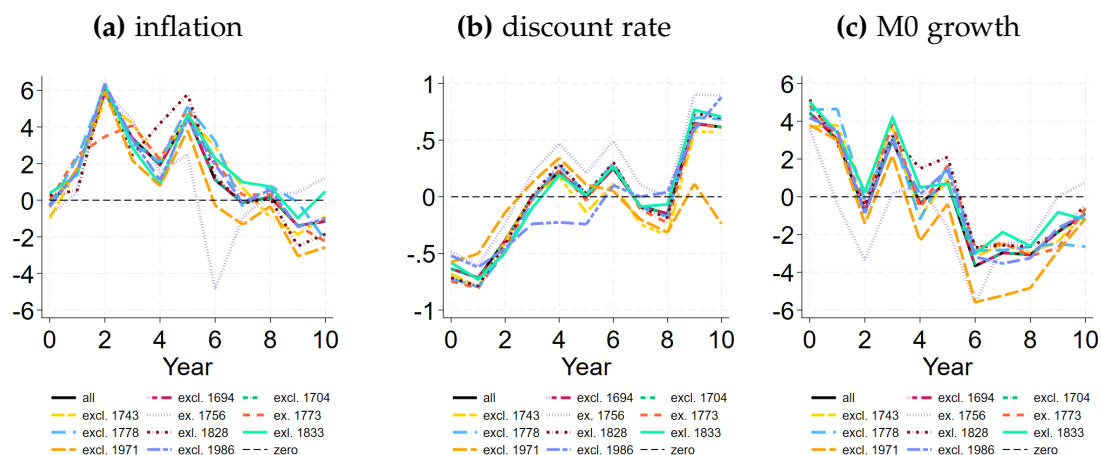 (a) inflation
(b) discount rate
(c) M0 growth
6
4
2
0
-2
-4
-6
0 2 4 6 8 10
Year
1
.5
0
-.5
-1
0 2 4 6 8 10
Year
6
4
2
0
-2
-4
-6
0 2 4 6 8 10
Year
all excl. 1694 excl. 1704
excl. 1743 ex. 1756 ex. 1773
excl. 1778 exl. 1828 exl. 1833
excl. 1971 excl. 1986 zero
all excl. 1694 excl. 1704
excl. 1743 ex. 1756 ex. 1773
excl. 1778 exl. 1828 exl. 1833
excl. 1971 excl. 1986 zero
all excl. 1694 excl. 1704
excl. 1743 ex. 1756 ex. 1773
excl. 1778 exl. 1828 exl. 1833
excl. 1971 excl. 1986 zero